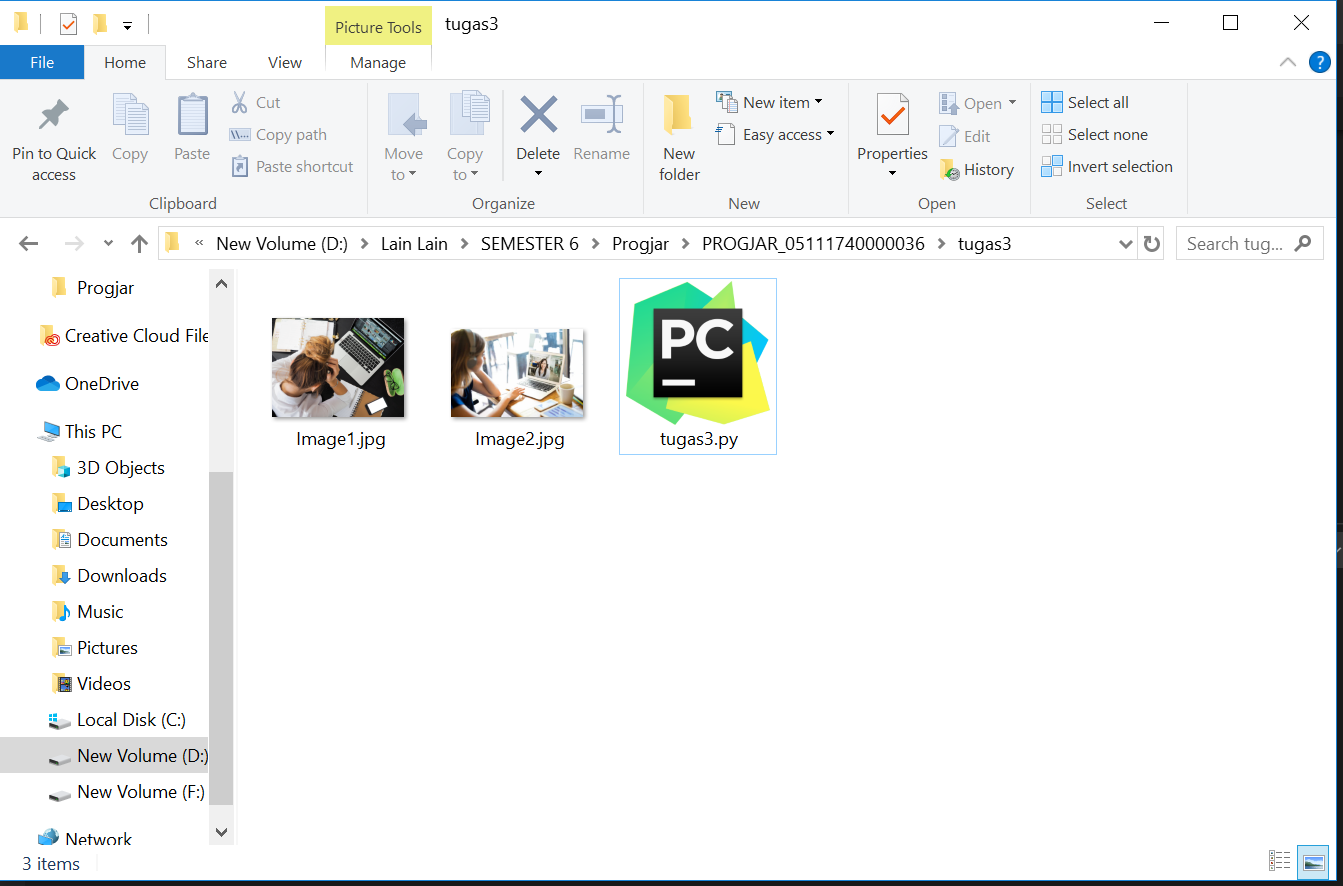 Picture Tools tugas3
File Home Share View Manage
Pin to Quick access
Copy
Paste
Cut
Copy path
Paste shortcut
Clipboard
Move to
Copy to
Delete
Rename
Organize
New folder
New item
Easy access
New
Properties
Open
Edit
History
Open
Select all
Select none
Invert selection
Select
« New Volume (D:) > Lain Lain > SEMESTER 6 > Progjar > PROGJAR_05111740000036 > tugas3
Search tug...
Progjar
Creative Cloud File
OneDrive
This PC
3D Objects
Desktop
Documents
Downloads
Music
Pictures
Videos
Local Disk (C:)
New Volume (D:)
New Volume (F:)
Network
Image1.jpg
Image2.jpg
PC
tugas3.py
3 items